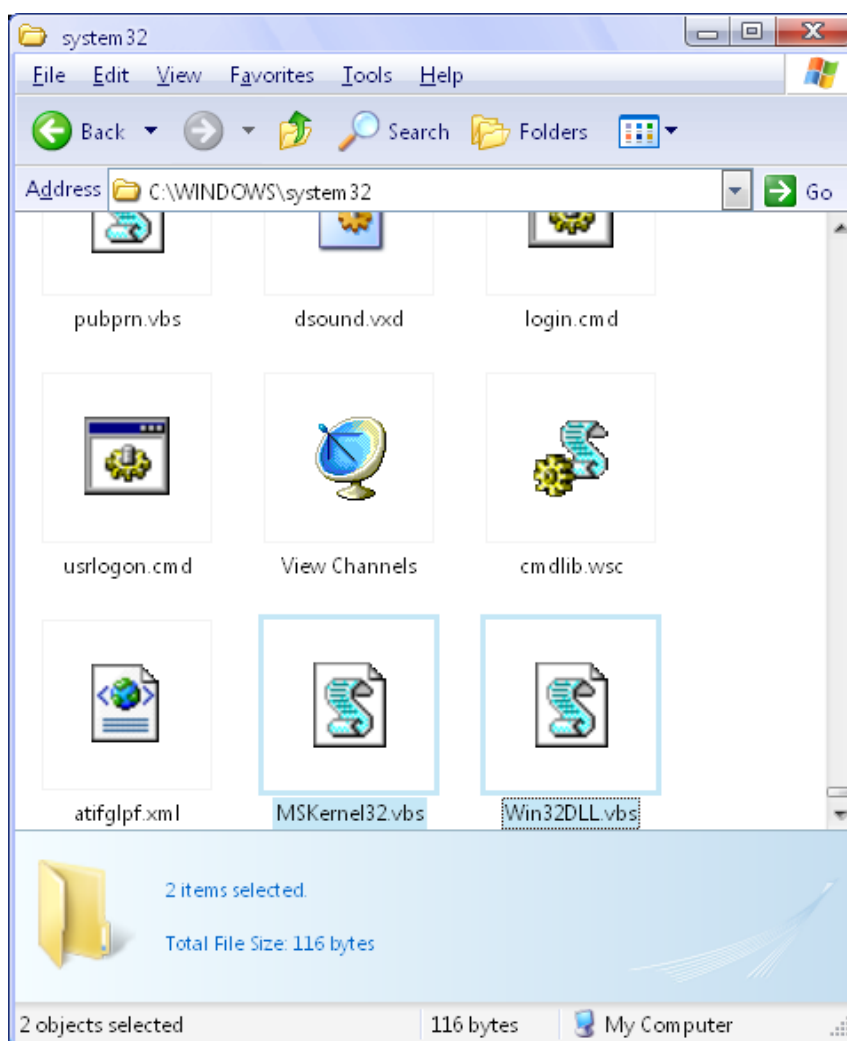 system32
File Edit View Favorites Tools Help
Back Search Folders
Address C:\WINDOWS\system32 Go
pubprn.vbs dsound.vxd login.cmd
usrlogon.cmd View Channels cmdlib.wsc
atifglpf.xml MSKernel32.vbs Win32DLL.vbs
2 items selected.
Total File Size: 116 bytes
2 objects selected 116 bytes My Computer